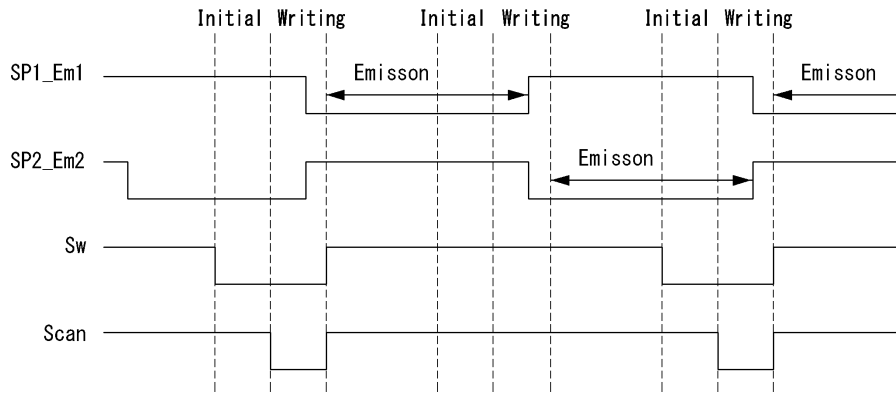 Initial Writing Initial Writing Initial Writing
SP1_Em1 Emisson Emisson
SP2_Em2 Emisson
Sw
Scan